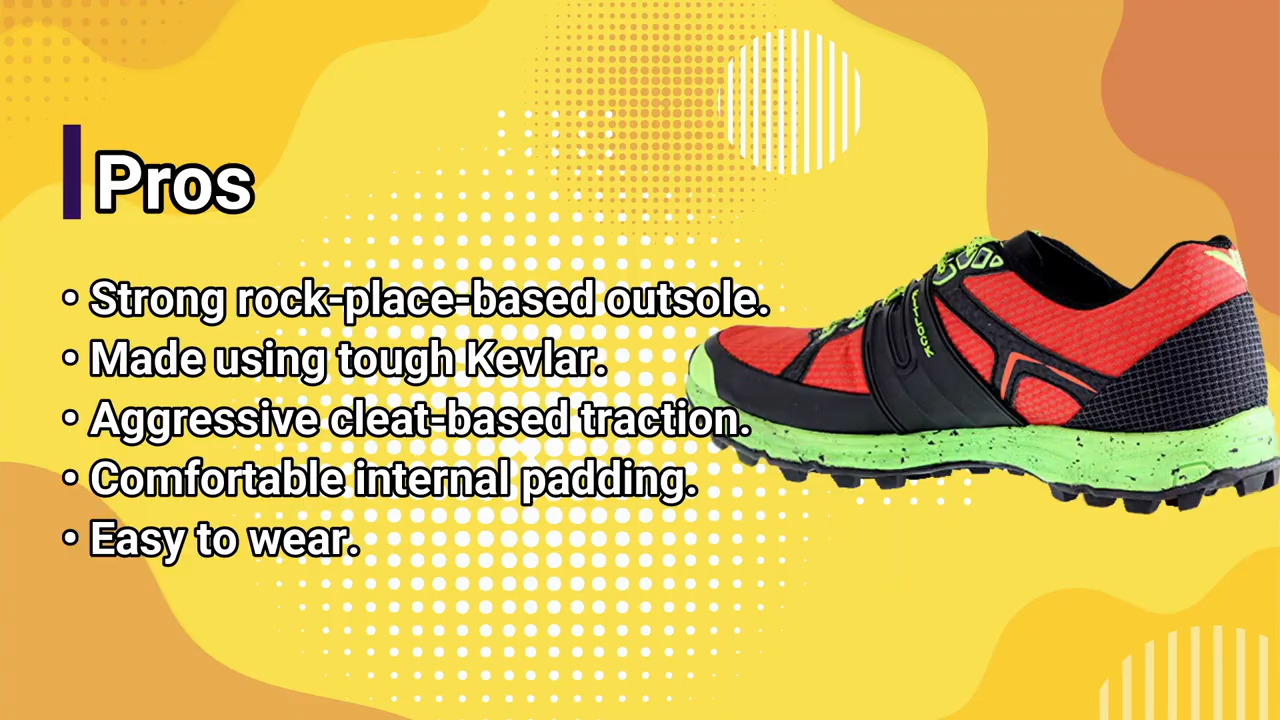 Pros
• Strong rock-place-based outsole.
• Made using tough Kevlar.
• Aggressive cleat-based traction.
• Comfortable internal padding.
• Easy to wear.